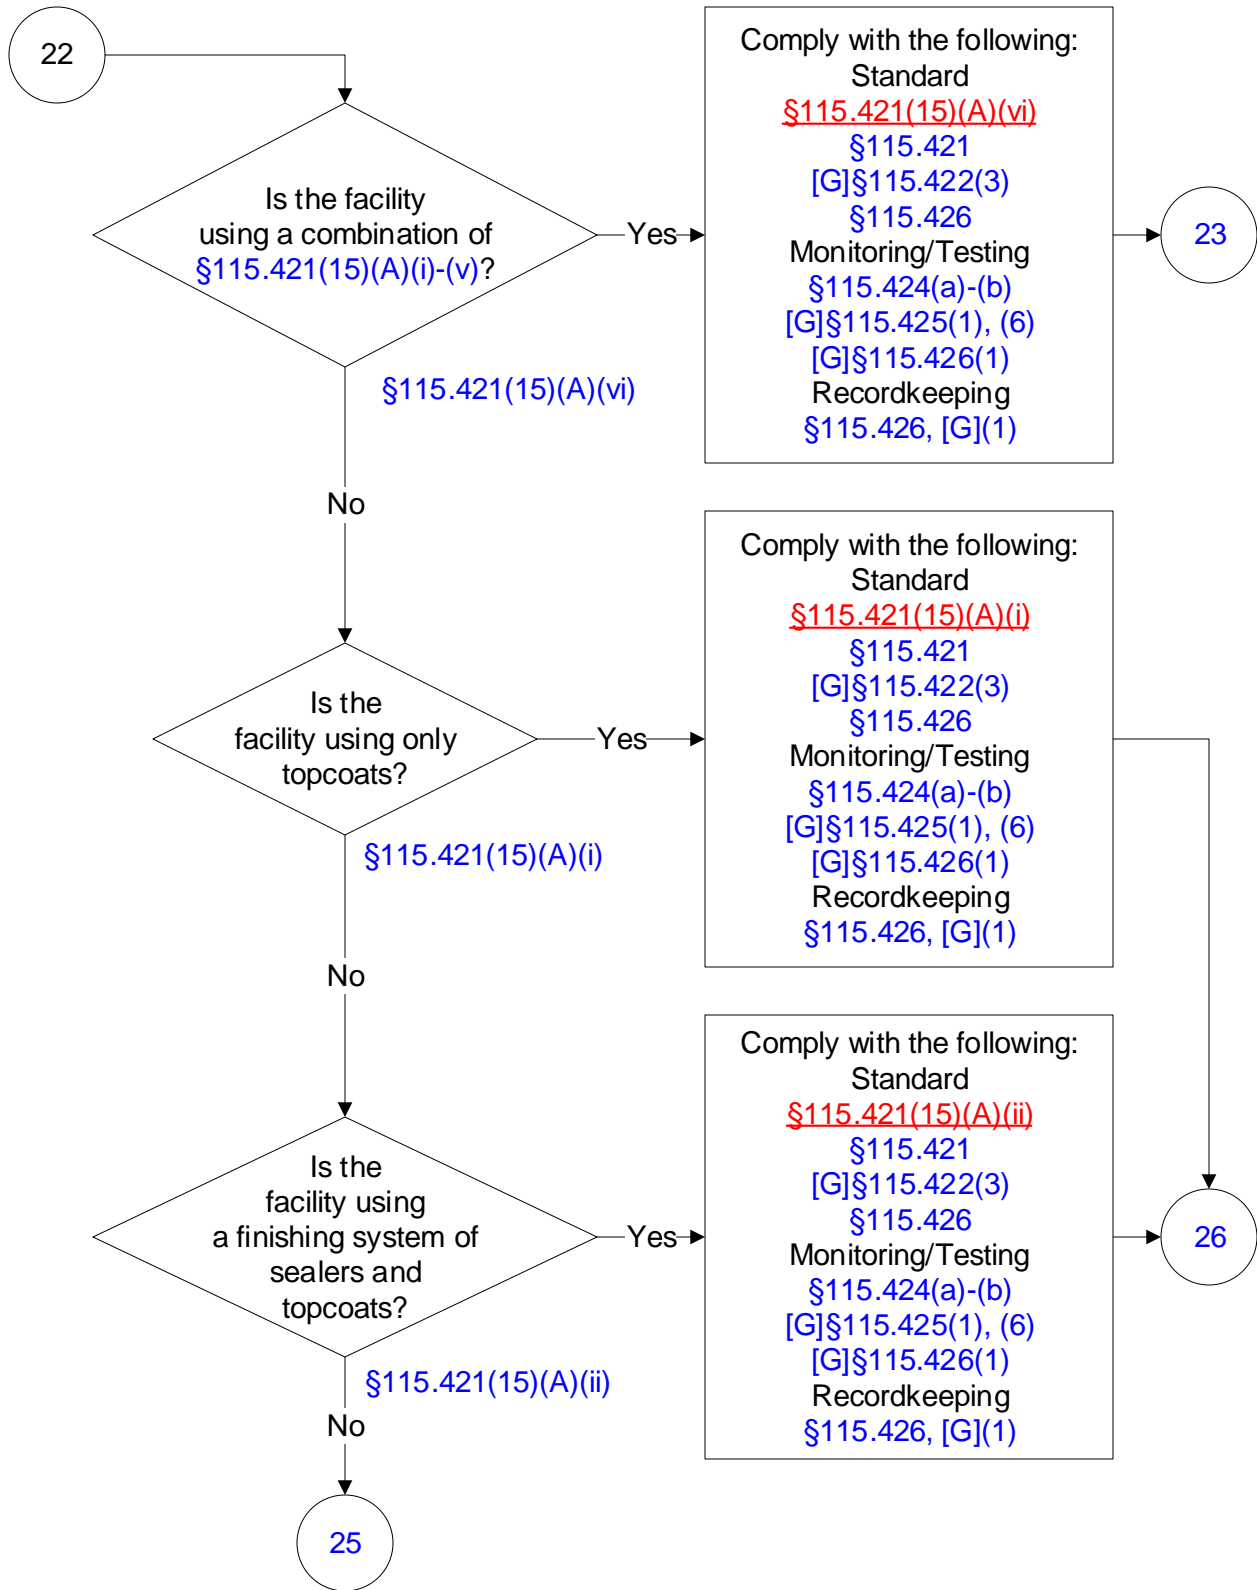 22
Is the facility
using a combination of
§115.421(15)(A)(i)-(v)?
Yes
Comply with the following:
Standard
§115.421(15)(A)(vi)
§115.421
[G]§115.422(3)
§115.426
Monitoring/Testing
§115.424(a)-(b)
[G]§115.425(1), (6)
[G]§115.426(1)
Recordkeeping
§115.426, [G](1)
23
§115.421(15)(A)(vi)
No
Is the
facility using only
topcoats?
Yes
Comply with the following:
Standard
§115.421(15)(A)(i)
§115.421
[G]§115.422(3)
§115.426
Monitoring/Testing
§115.424(a)-(b)
[G]§115.425(1), (6)
[G]§115.426(1)
Recordkeeping
§115.426, [G](1)
§115.421(15)(A)(i)
No
Is the
facility using
a finishing system of
sealers and
topcoats?
Yes
Comply with the following:
Standard
§115.421(15)(A)(ii)
§115.421
[G]§115.422(3)
§115.426
Monitoring/Testing
§115.424(a)-(b)
[G]§115.425(1), (6)
[G]§115.426(1)
Recordkeeping
§115.426, [G](1)
26
§115.421(15)(A)(ii)
No
25